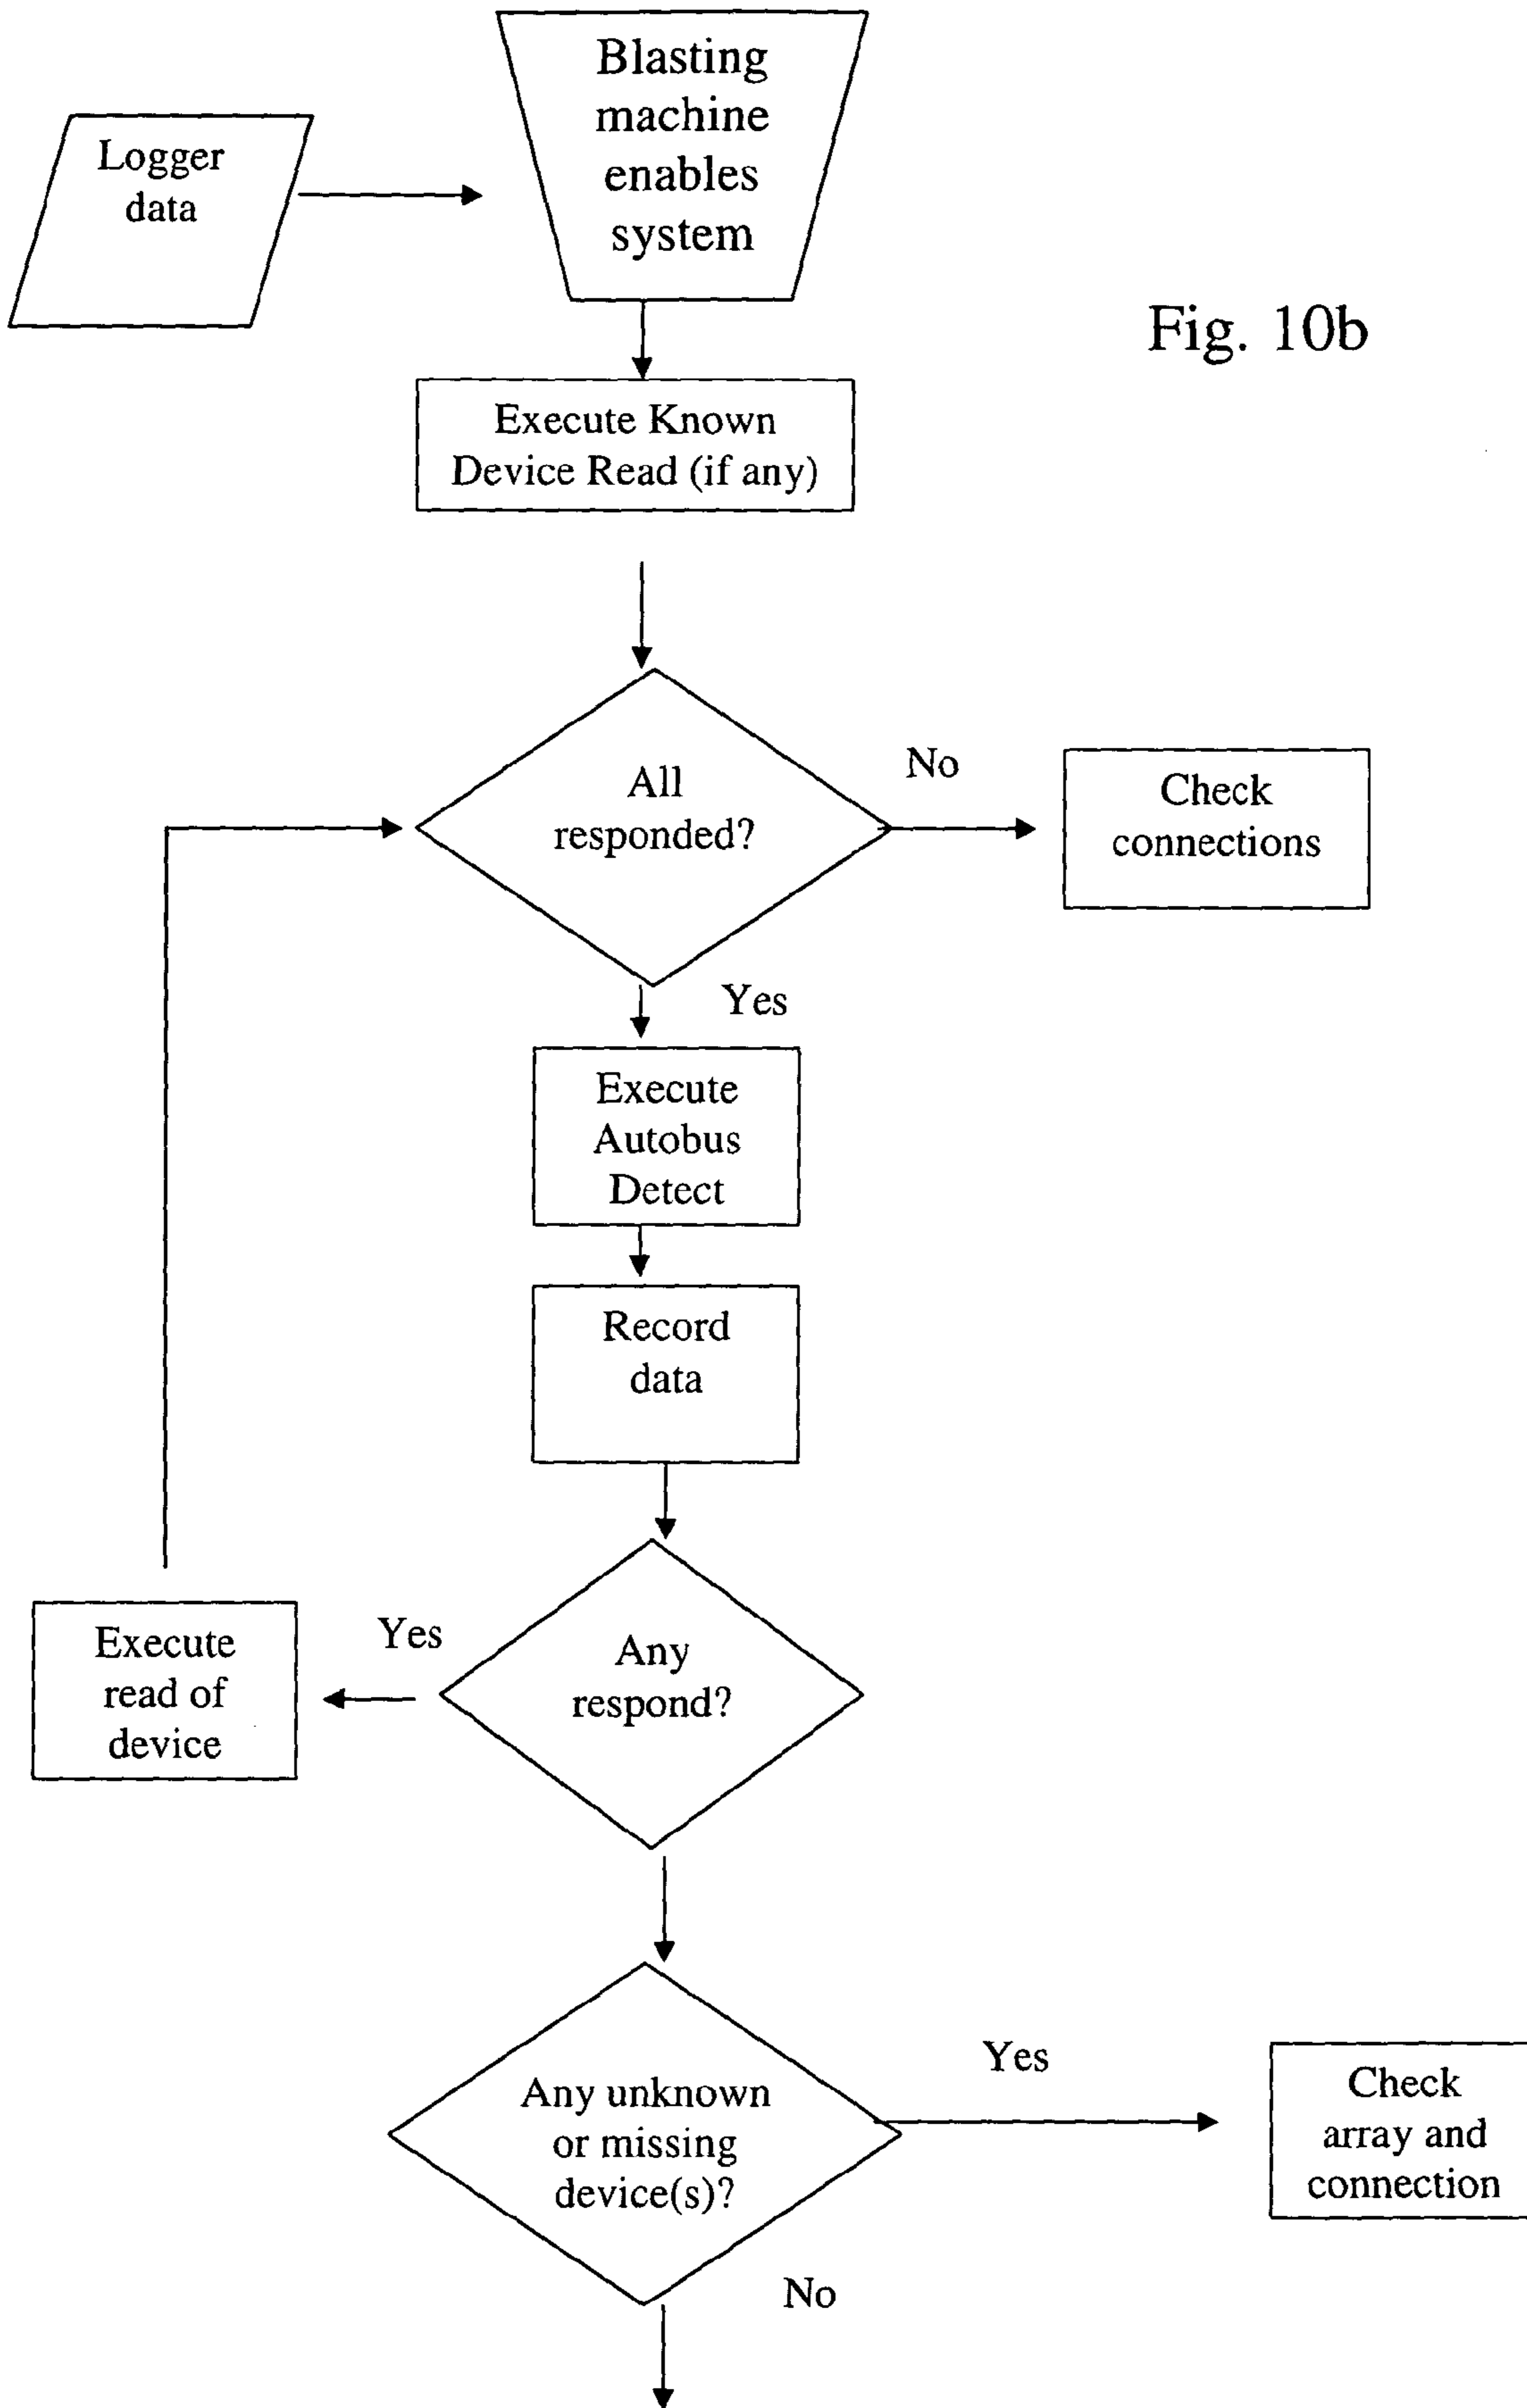 Blasting
machine
enables
system
Logger
data
Fig. 10b
Execute Known
Device Read (if any)
All
responded?
No
Check
connections
Yes
Execute
Autobus
Detect
Record
data
Any
respond?
Yes
Execute
read of
device
Any unknown
or missing
device(s)?
Yes
Check
array and
connection
No